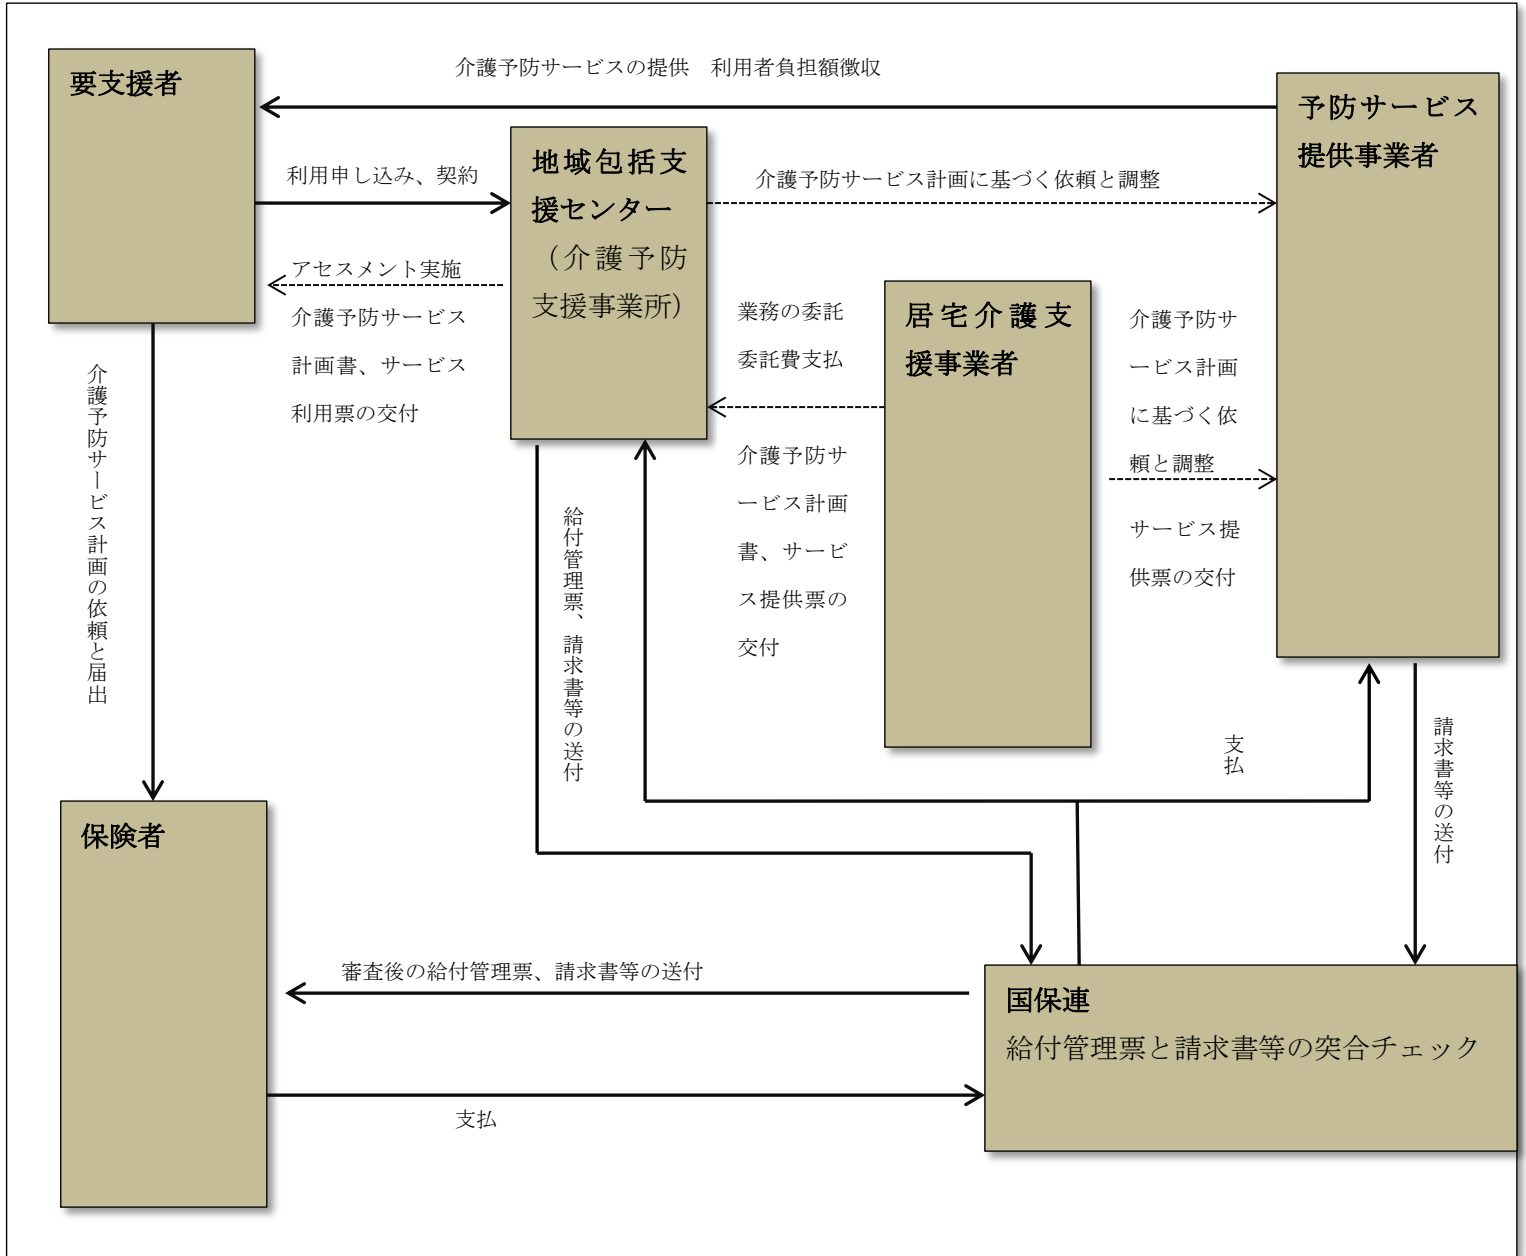 要支援者
介護予防サービスの提供　利用者負担額徴収
予防サービス
提供事業者
利用申し込み、契約
地域包括支
援センター
（介護予防
支援事業所）
介護予防サービス計画に基づく依頼と調整
アセスメント実施
介護予防サービス
計画書、サービス
利用票の交付
業務の委託
委託費支払
居宅介護支
援事業者
介護予防サ
ービス計画
に基づく依
頼と調整
サービス提
供票の交付
介護予防サ
ービス計画
書、サービ
ス提供票の
交付
介護予防サービス計画の依頼と届出
給付管理票、請求書等の送付
支払
請求書等の送付
保険者
審査後の給付管理票、請求書等の送付
国保連
給付管理票と請求書等の突合チェック
支払